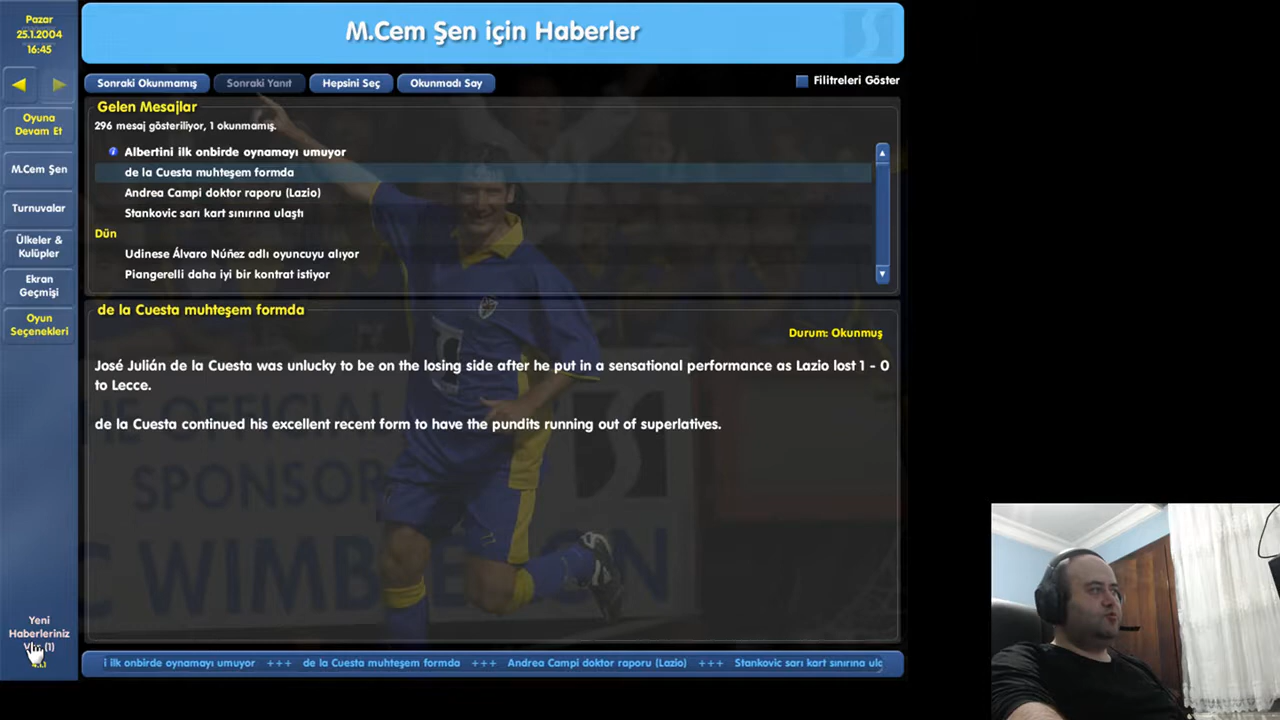 Pazar
25.1.2004
16:45
M.Cem Şen için Haberler
Sonraki Okunmamış
Sonraki Yanıt
Hepsini Seç
Okunmadı Say
Filitreleri Göster
Oyuna
Devam Et
M.Cem Şen
Turnuvalar
Ülkeler &
Kulüpler
Ekran
Geçmişi
Oyun
Seçenekleri
Gelen Mesajlar
296 mesaj gösteriliyor, 1 okunmamış.
Albertini ilk onbirde oynamayı umuyor
de la Cuesta muhteşem formda
Andrea Campi doktor raporu (Lazio)
Stankovic sarı kart sınırına ulaştı
Dün
Udinese Álvaro Núñez adlı oyuncuyu alıyor
Piangerelli daha iyi bir kontrat istiyor
de la Cuesta muhteşem formda
Durum: Okunmuş
José Julián de la Cuesta was unlucky to be on the losing side after he put in a sensational performance as Lazio lost 1 - 0
to Lecce.
de la Cuesta continued his excellent recent form to have the pundits running out of superlatives.
THE OFFICIAL
SPONSOR
C WIMBLEDON
Yeni
Haberleriniz
(1)
i ilk onbirde oynamayı umuyor +++ de la Cuesta muhteşem formda +++ Andrea Campi doktor raporu (Lazio) +++ Stankovic sarı kart sınırına ula